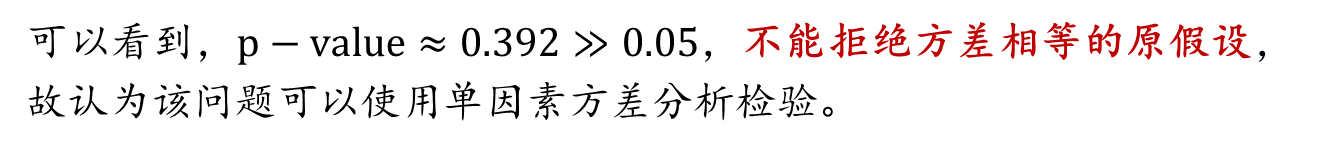 可以看到，p − value ≈ 0.392 ≫ 0.05，不能拒绝方差相等的原假设，
故认为该问题可以使用单因素方差分析检验。